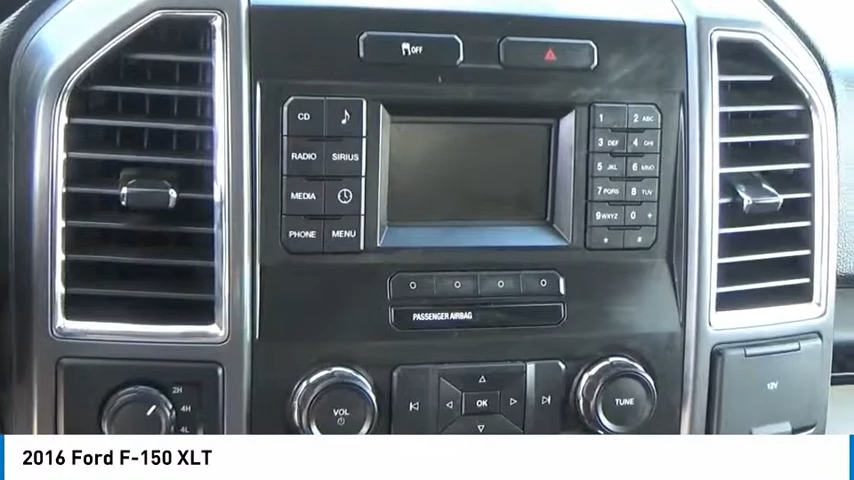 OFF
CD
1 2 ABC
3 DEF 4 GHI
RADIO SIRIUS
5 JKL 6 MNO
MEDIA
7 PQRS 8 TUV
9 WXYZ 0 +
PHONE MENU
* #
PASSENGER AIRBAG
2H
4H
4L
VOL
OK
TUNE
12V
2016 Ford F-150 XLT